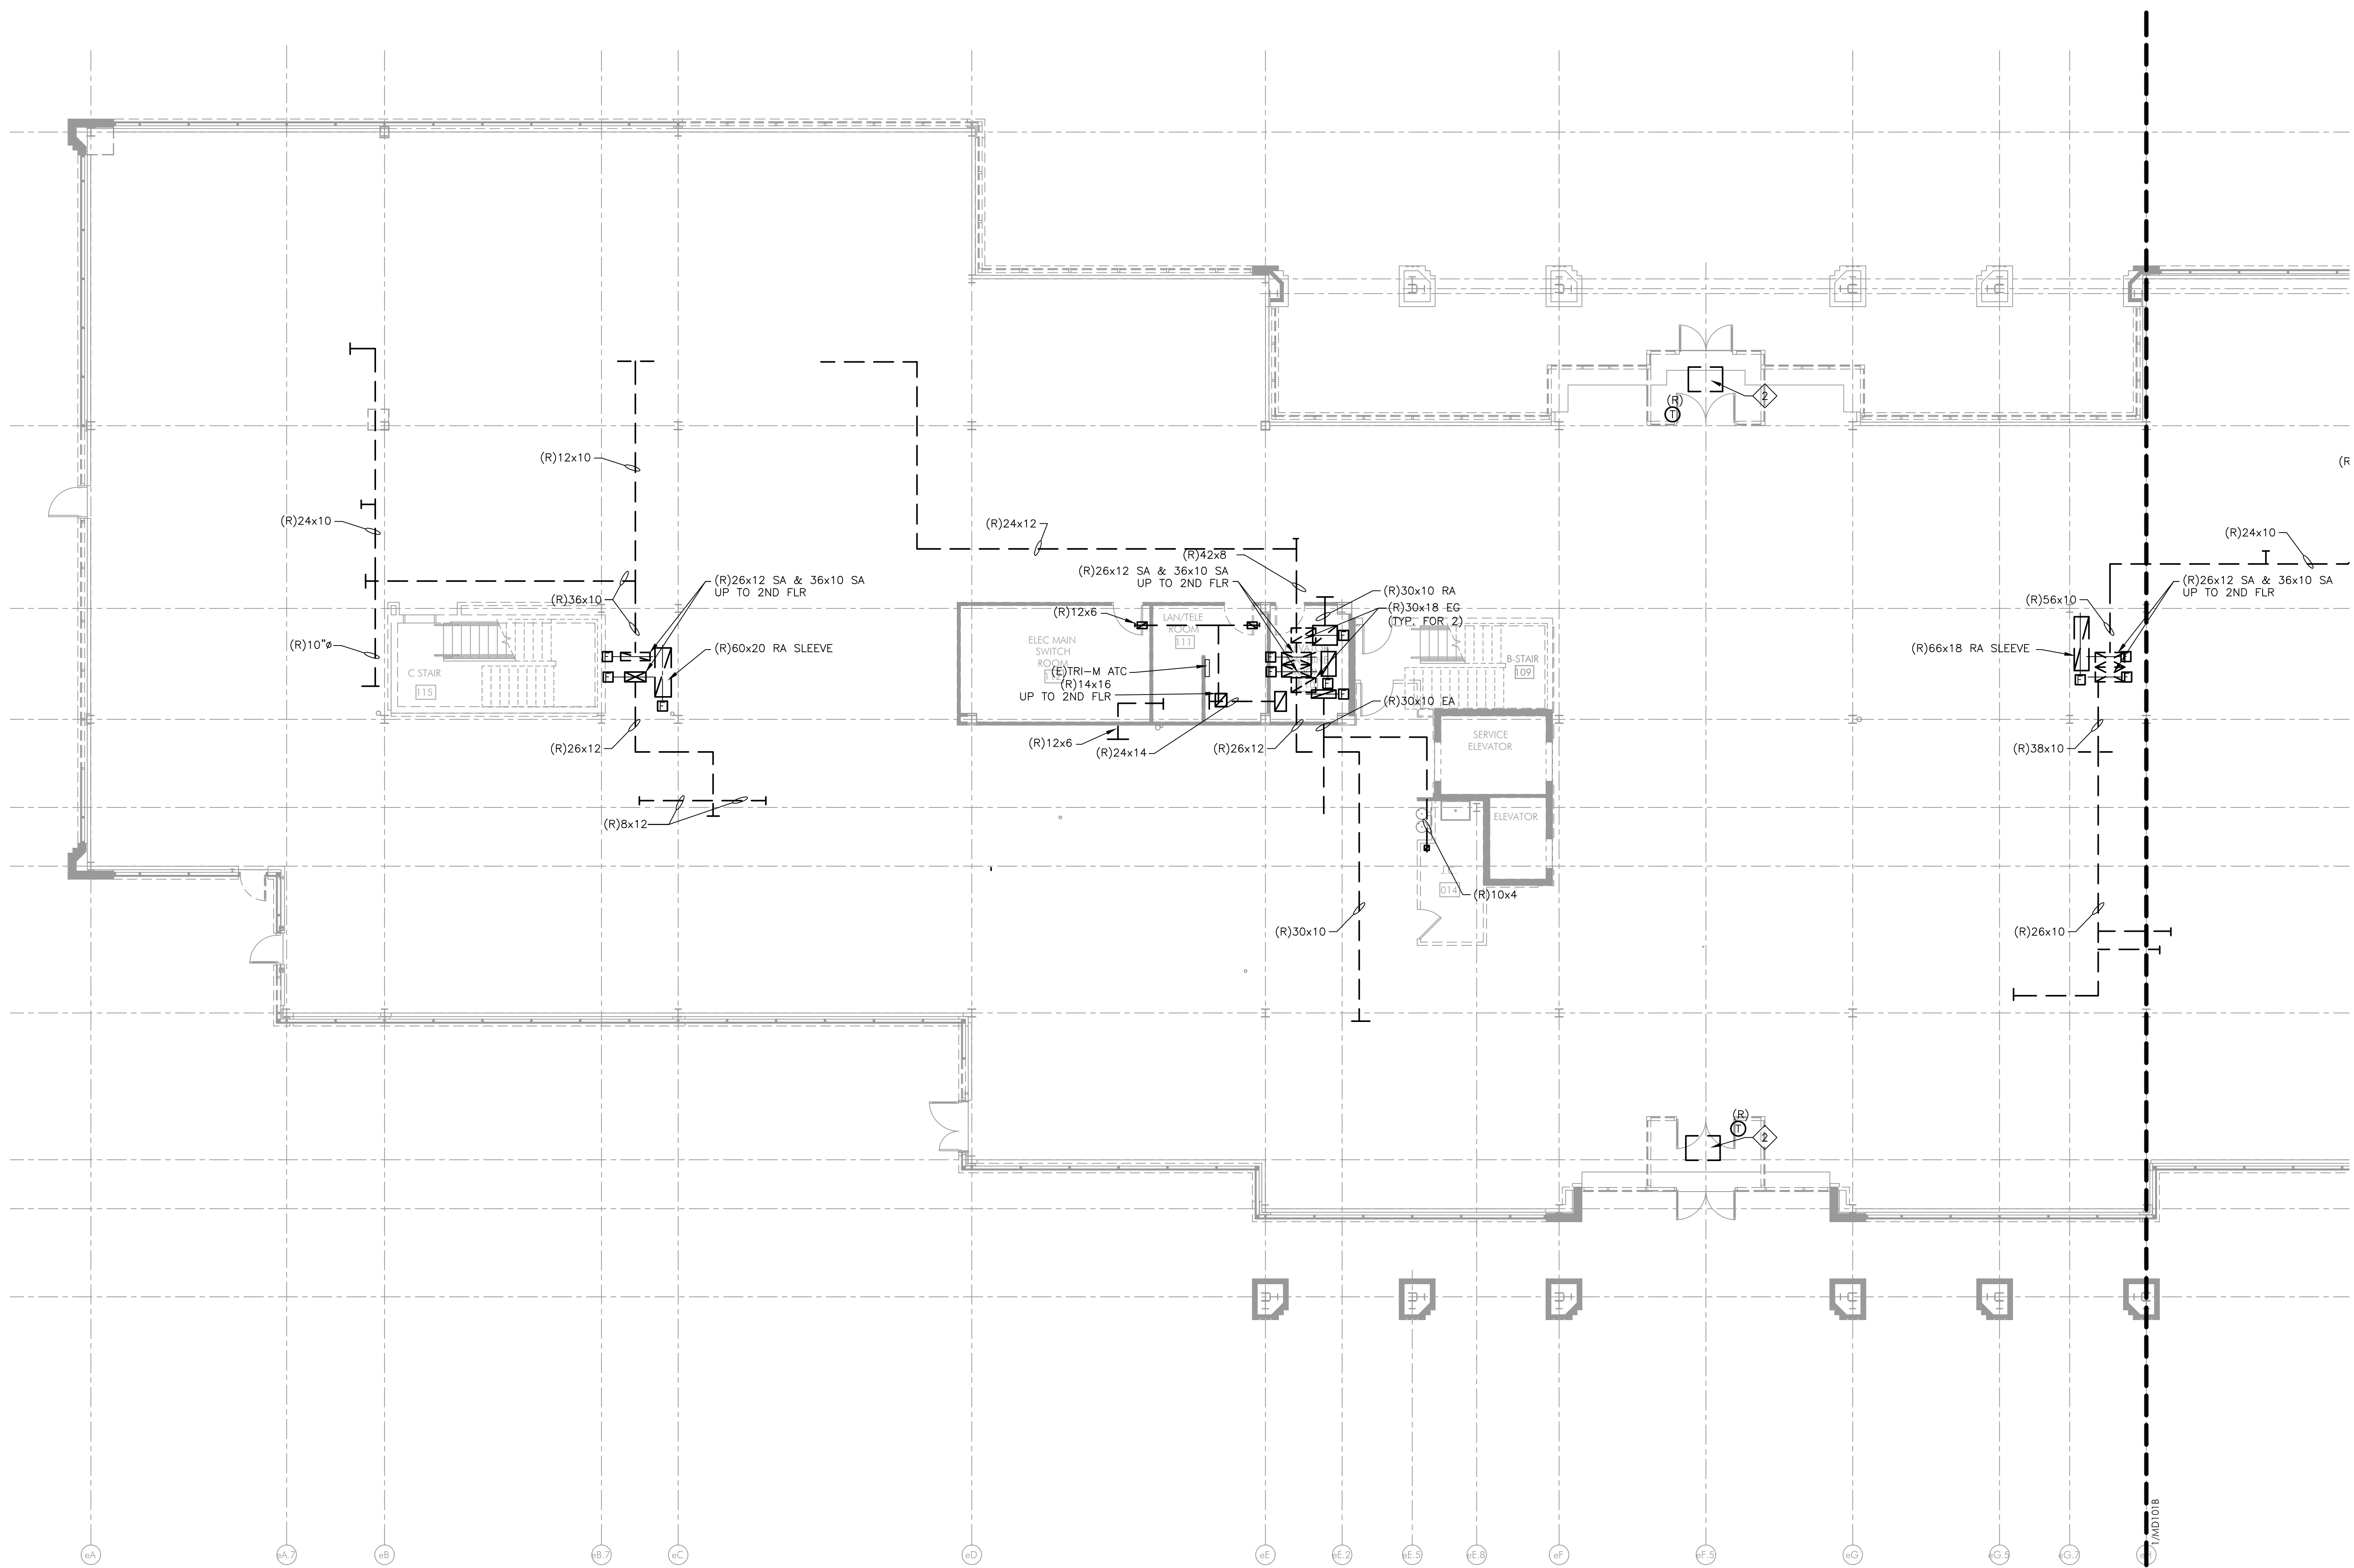 (R)
T
2
(R)12x10
(R
(R)24x10
(R)24x12
(R)24x10
(R)42x8
(R)26x12 SA & 36x10 SA
UP TO 2ND FLR
(R)26x12 SA & 36x10 SA
UP TO 2ND FLR
(R)26x12 SA & 36x10 SA
UP TO 2ND FLR
(R)36x10
(R)30x10 RA
(R)30x18 EG
(TYP. FOR 2)
(R)56x10
(R)12x6
LAN/TELE
ROOM
111
ELEC MAIN
SWITCH
ROOM
(R)10"ø
(R)60x20 RA SLEEVE
(R)66x18 RA SLEEVE
F
F
F
F
F
F
F
F
F
F
F
F
C STAIR
115
(E)TRI-M ATC
(R)14x16
UP TO 2ND FLR
B-STAIR
109
(R)30x10 EA
(R)26x12
(R)12x6
(R)24x14
(R)26x12
SERVICE
ELEVATOR
(R)38x10
(R)8x12
ELEVATOR
014
(R)10x4
(R)30x10
(R)26x10
(R)
T
2
1/MD101B
eA
eA.7
eB
eB.7
eC
eD
eE
eE.2
eE.5
eE.8
eF
eF.5
eG
eG.5
eG.7